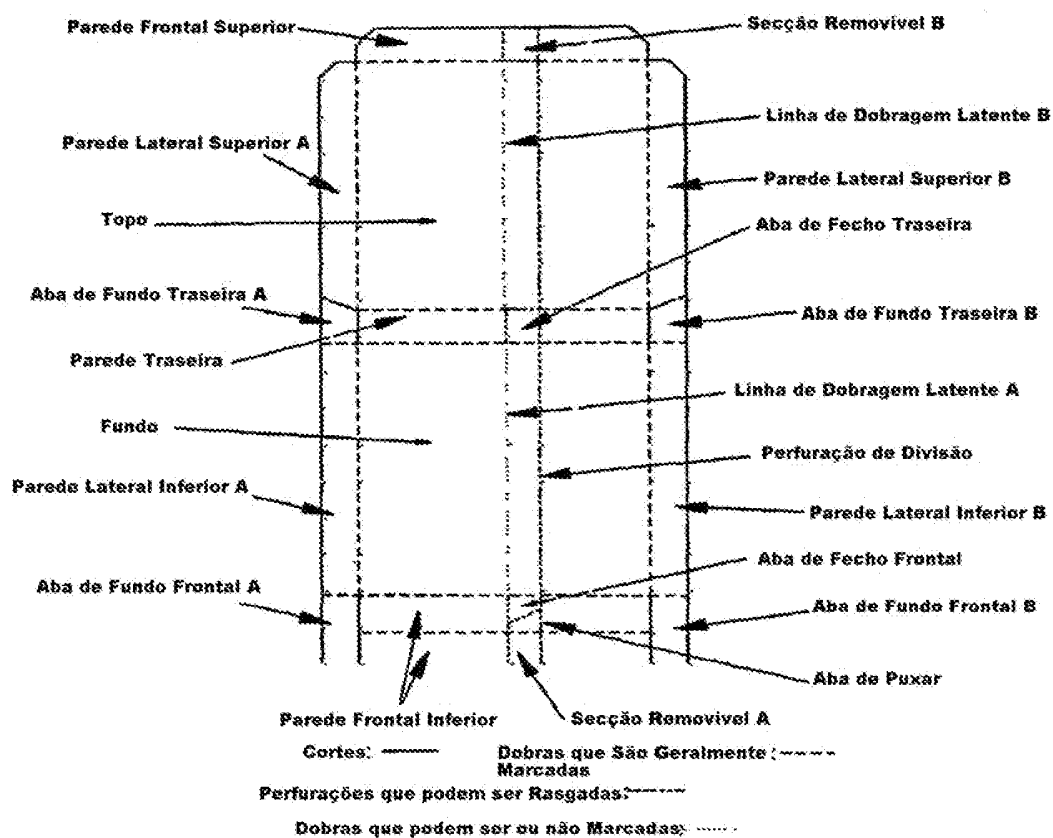 Parede Frontal Superior
Secção Removivel B
Linha de Dobragem Latente B
Parede Lateral Superior A
Parede Lateral Superior B
Topo
Aba de Fecho Traseira
Aba de Fundo Traseira A
Aba de Fundo Traseira B
Parede Traseira
Linha de Dobragem Latente A
Fundo
Perfuração de Divisão
Parede Lateral Inferior A
Parede Lateral Inferior B
Aba de Fecho Frontal
Aba de Fundo Frontal A
Aba de Fundo Frontal B
Aba de Puxar
Parede Frontal Inferior
Secção Removivel A
Cortes:
Dobras que São Geralmente :
Marcadas
Perfurações que podem ser Rasgadas:
Dobras que podem ser ou não Marcadas: